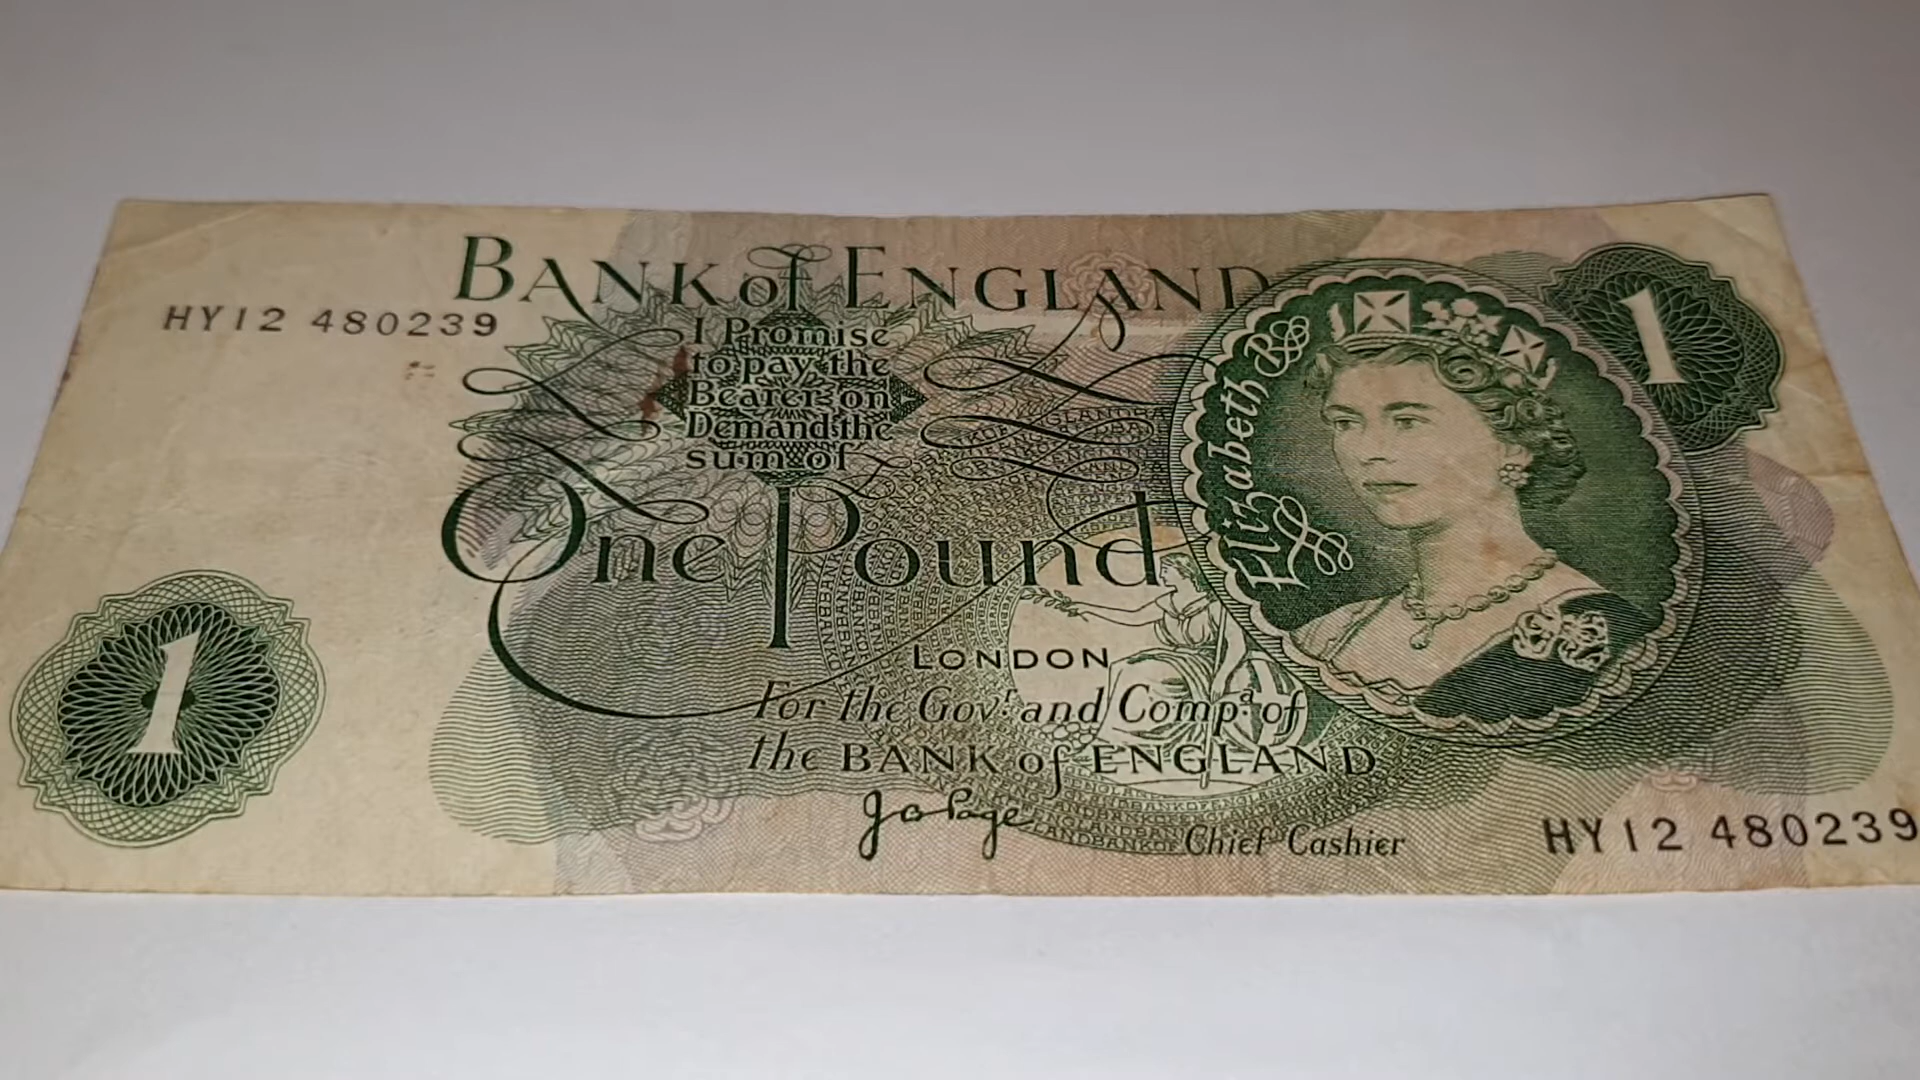 BANK of ENGLAND
HY12 480239
I Promise
to pay the
Bearer on
Demand the
sum of
One Pound
Elizabeth R
1
LONDON
For the Govr. and Compa. of
the BANK of ENGLAND
JoPage
Chief Cashier
1
HY12 480239